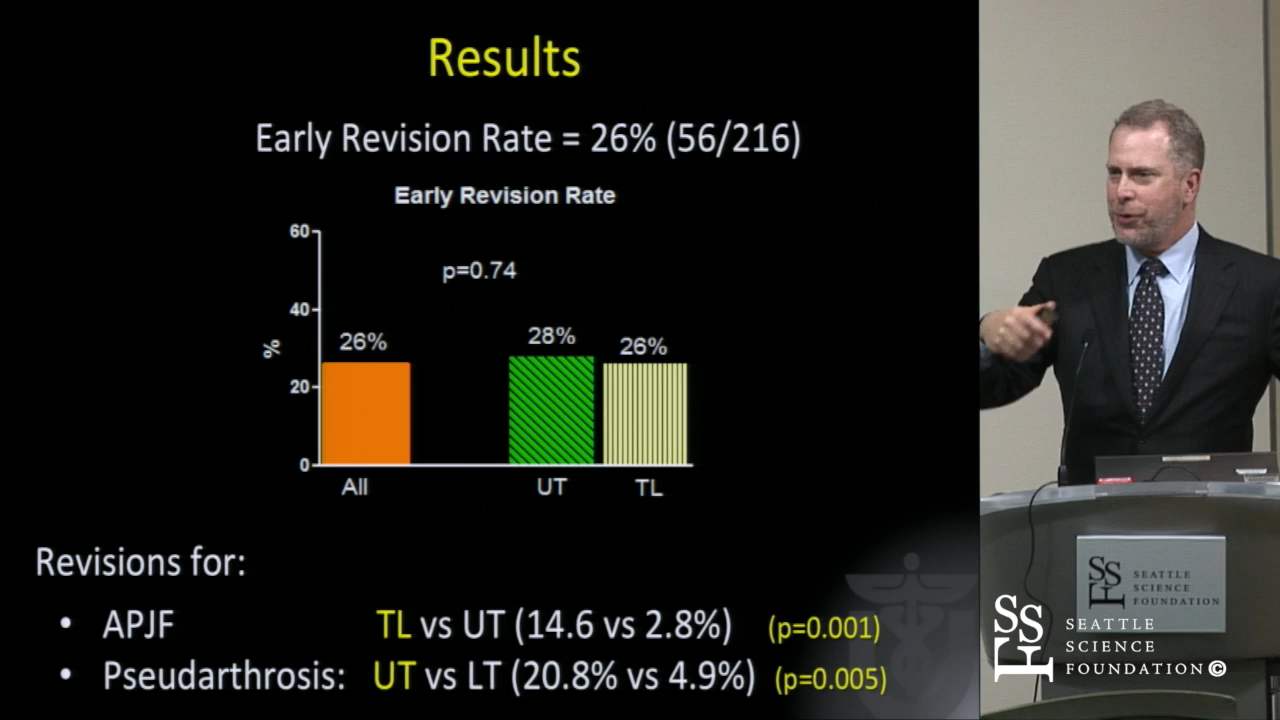 Results
Early Revision Rate = 26% (56/216)
Early Revision Rate
60
p=0.74
40
%
26%
28%
26%
20
0
All
UT
TL
Revisions for:
• APJF TL vs UT (14.6 vs 2.8%) (p=0.001)
• Pseudarthrosis: UT vs LT (20.8% vs 4.9%) (p=0.005)
SSF
SEATTLE
SCIENCE
FOUNDATION
SSF
SEATTLE
SCIENCE
FOUNDATION©